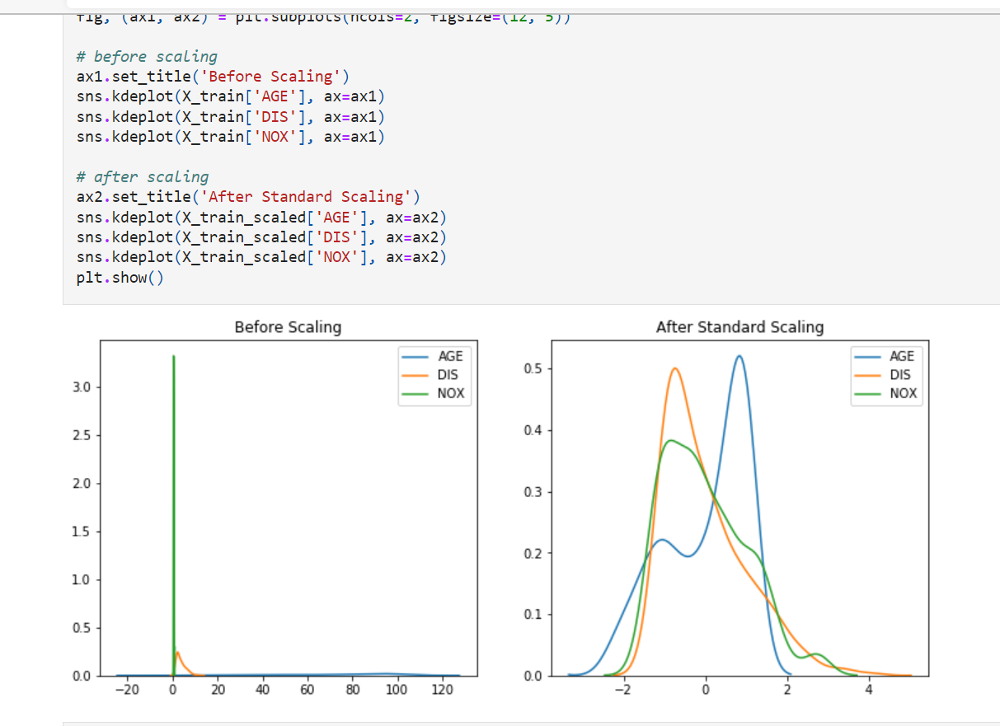 fig, (ax1, ax2) = plt.subplots(ncols=2, figsize=(12, 5))
# before scaling
ax1.set_title('Before Scaling')
sns.kdeplot(X_train['AGE'], ax=ax1)
sns.kdeplot(X_train['DIS'], ax=ax1)
sns.kdeplot(X_train['NOX'], ax=ax1)
# after scaling
ax2.set_title('After Standard Scaling')
sns.kdeplot(X_train_scaled['AGE'], ax=ax2)
sns.kdeplot(X_train_scaled['DIS'], ax=ax2)
sns.kdeplot(X_train_scaled['NOX'], ax=ax2)
plt.show()
Before Scaling
AGE
DIS
NOX
3.0
2.5
2.0
1.5
1.0
0.5
0.0
−20 0 20 40 60 80 100 120
After Standard Scaling
AGE
DIS
NOX
0.5
0.4
0.3
0.2
0.1
0.0
−2 0 2 4